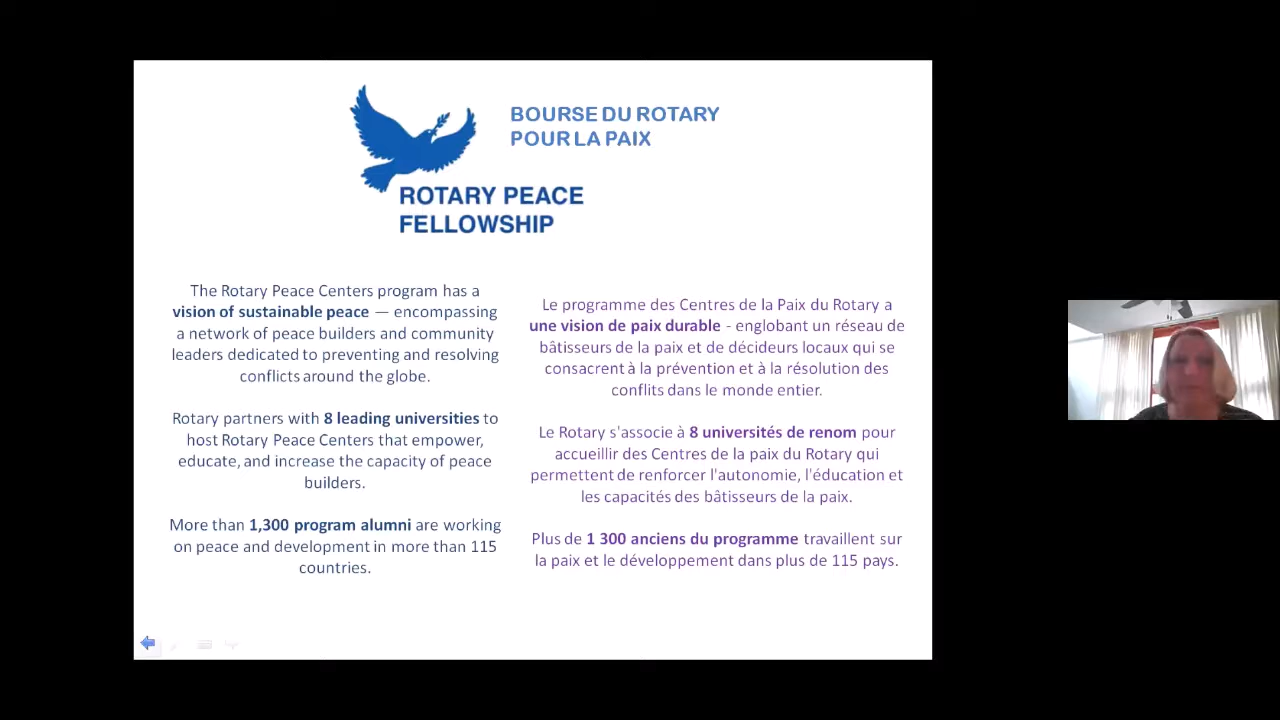 BOURSE DU ROTARY
POUR LA PAIX
ROTARY PEACE
FELLOWSHIP
The Rotary Peace Centers program has a
vision of sustainable peace — encompassing
a network of peace builders and community
leaders dedicated to preventing and resolving
conflicts around the globe.
Rotary partners with 8 leading universities to
host Rotary Peace Centers that empower,
educate, and increase the capacity of peace
builders.
More than 1,300 program alumni are working
on peace and development in more than 115
countries.
Le programme des Centres de la Paix du Rotary a
une vision de paix durable - englobant un réseau de
bâtisseurs de la paix et de décideurs locaux qui se
consacrent à la prévention et à la résolution des
conflits dans le monde entier.
Le Rotary s'associe à 8 universités de renom pour
accueillir des Centres de la paix du Rotary qui
permettent de renforcer l'autonomie, l'éducation et
les capacités des bâtisseurs de la paix.
Plus de 1 300 anciens du programme travaillent sur
la paix et le développement dans plus de 115 pays.